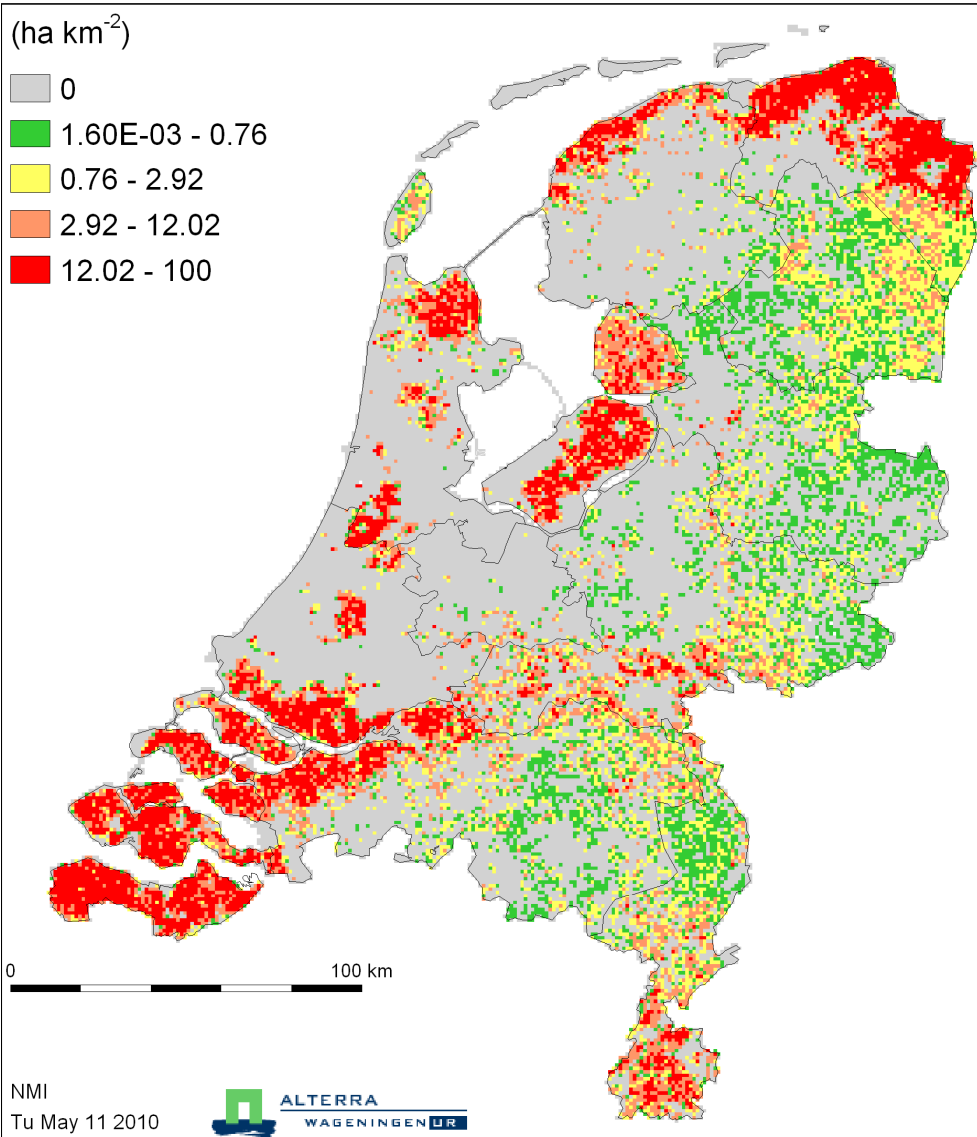 (ha km-2)
0
1.60E-03 - 0.76
0.76 - 2.92
2.92 - 12.02
12.02 - 100
0 100 km
NMI
Tu May 11 2010
ALTERRA
WAGENINGEN UR